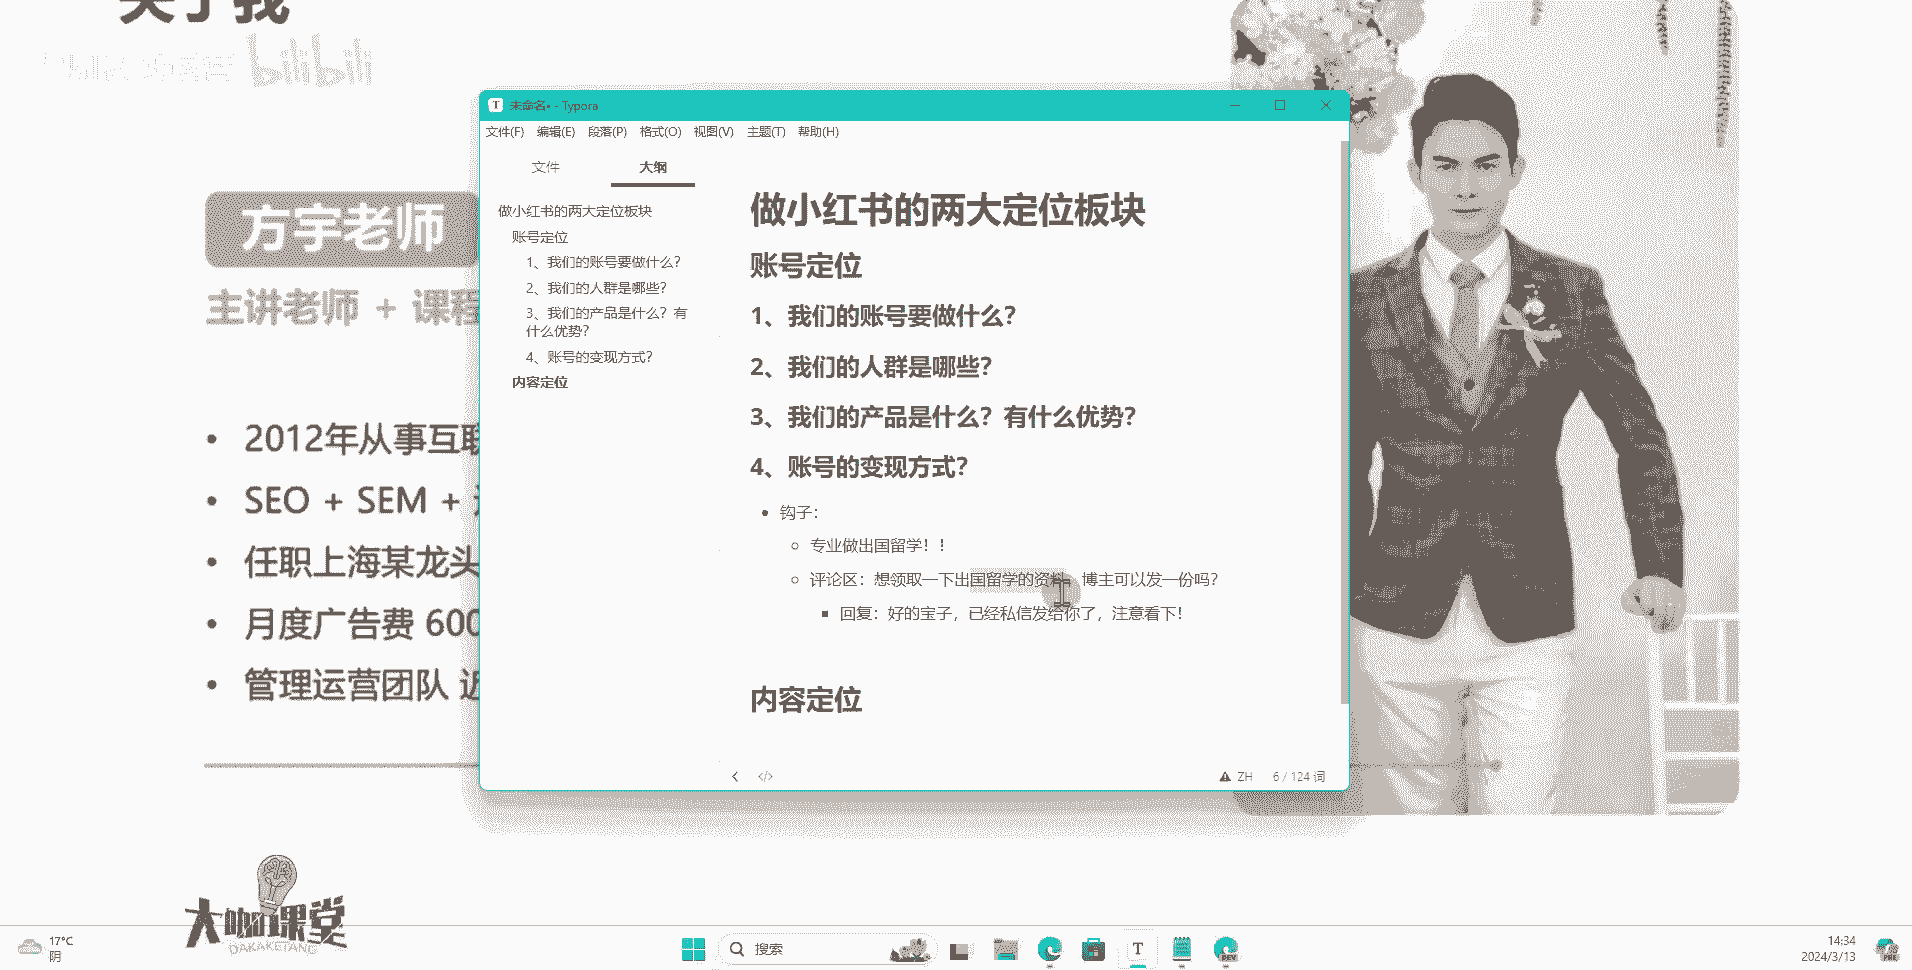 关于我
bilibili
方宇老师
主讲老师 + 课程
2012年从事互联
SEO + SEM +
任职上海某龙头
月度广告费 600
管理运营团队 近
未命名• - Typora
文件(F) 编辑(E) 段落(P) 格式(O) 视图(V) 主题(T) 帮助(H)
文件 大纲
做小红书的两大定位板块
账号定位
1、我们的账号要做什么?
2、我们的人群是哪些?
3、我们的产品是什么? 有
什么优势?
4、账号的变现方式?
内容定位
做小红书的两大定位板块
账号定位
1、我们的账号要做什么?
2、我们的人群是哪些?
3、我们的产品是什么? 有什么优势?
4、账号的变现方式?
钩子:
专业做出国留学! !
评论区: 想领取一下出国留学的资料, 博主可以发一份吗?
回复: 好的宝子, 已经私信发给你了, 注意看下!
内容定位
ZH 6 / 124 词
大咖课堂
DAKAKETANG
17°C
阴
搜索
T
DEV
14:34
2024/3/13
PRE